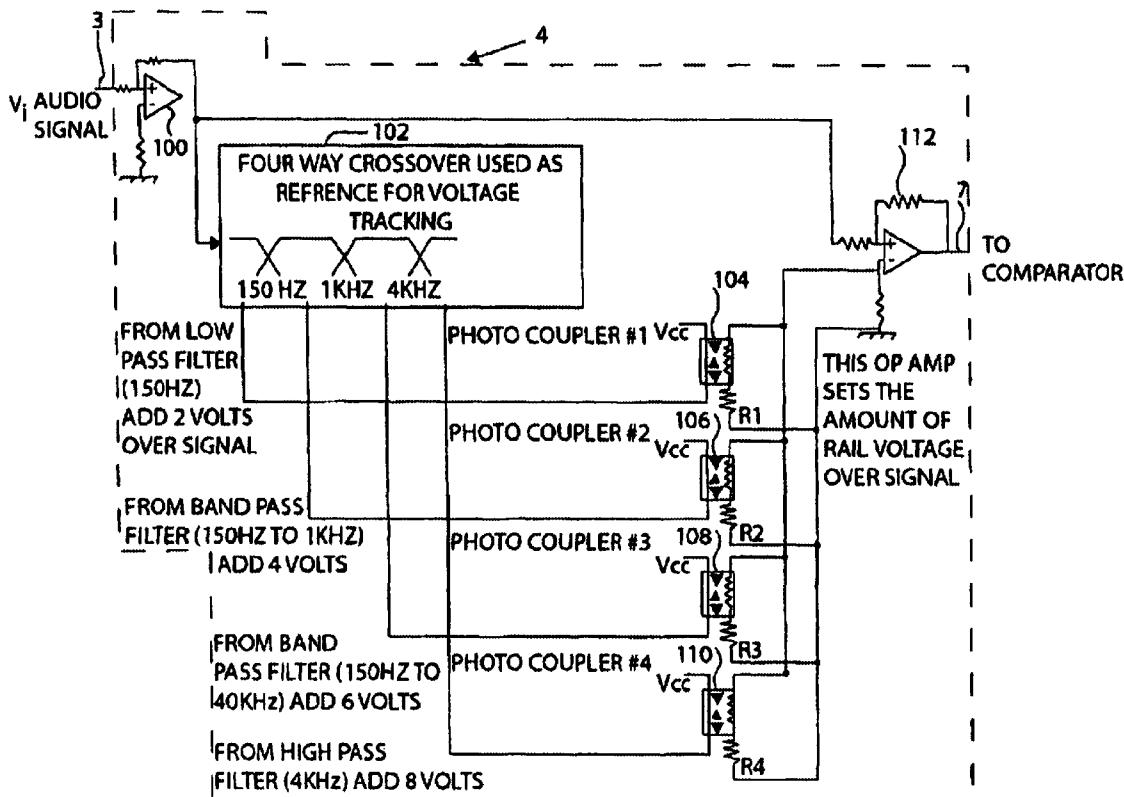 3
4
Vi AUDIO
SIGNAL
100
102
FOUR WAY CROSSOVER USED AS
REFRENCE FOR VOLTAGE
TRACKING
150 HZ 1KHZ 4KHZ
112
7
TO
COMPARATOR
104
FROM LOW
PASS FILTER
(150HZ)
ADD 2 VOLTS
OVER SIGNAL
PHOTO COUPLER #1 Vcc
R1
THIS OP AMP
SETS THE
AMOUNT OF
RAIL VOLTAGE
OVER SIGNAL
106
PHOTO COUPLER #2
Vcc
R2
FROM BAND PASS
FILTER (150HZ TO 1KHZ)
ADD 4 VOLTS
PHOTO COUPLER #3 108
Vcc
R3
FROM BAND
PASS FILTER (150HZ TO
40KHz) ADD 6 VOLTS
PHOTO COUPLER #4 110
Vcc
R4
FROM HIGH PASS
FILTER (4KHz) ADD 8 VOLTS